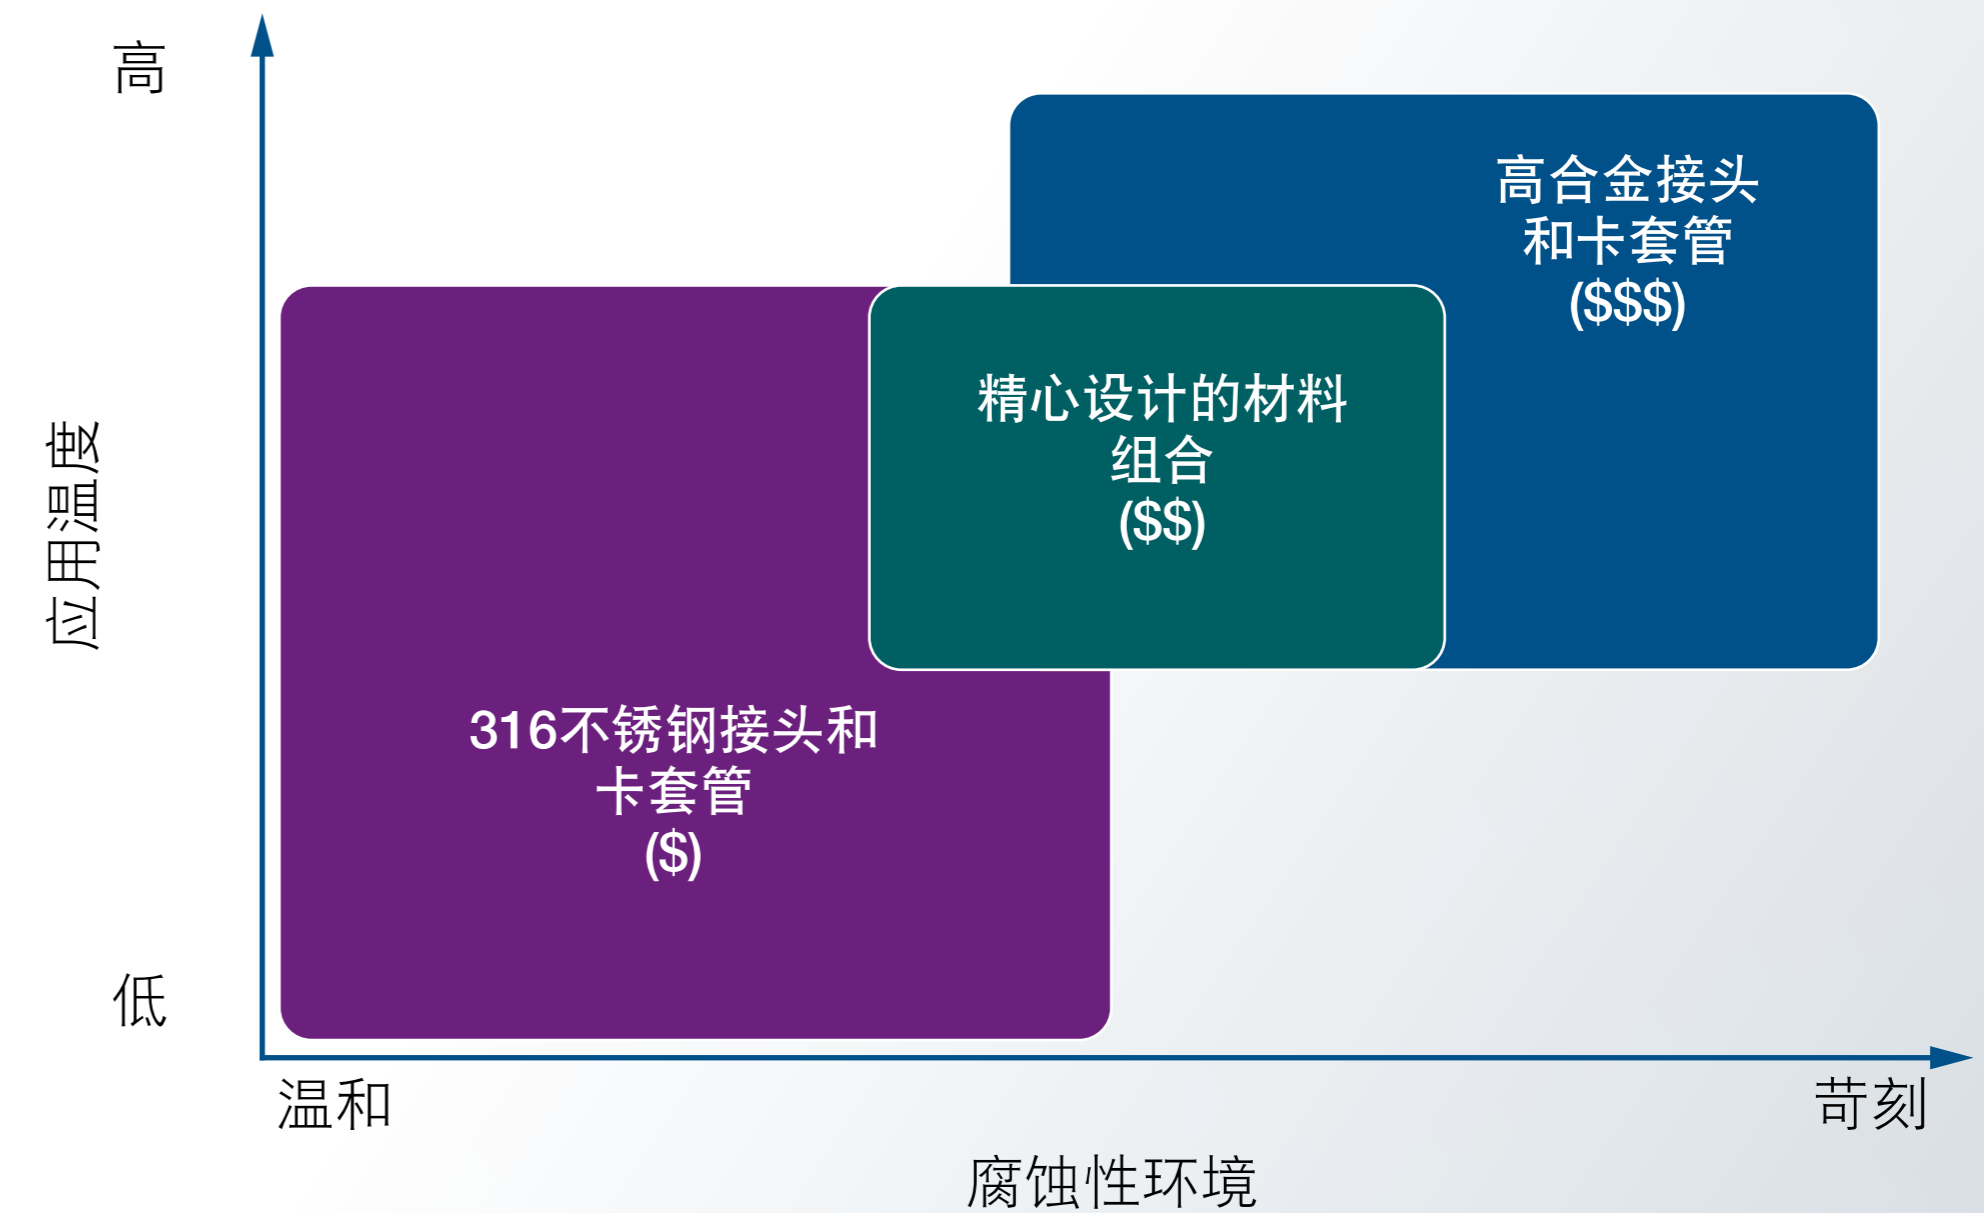 高
高合金接头
和卡套管
($$$)
精心设计的材料
组合
($$)
应用温度
316不锈钢接头和
卡套管
($)
低
温和
苛刻
腐蚀性环境